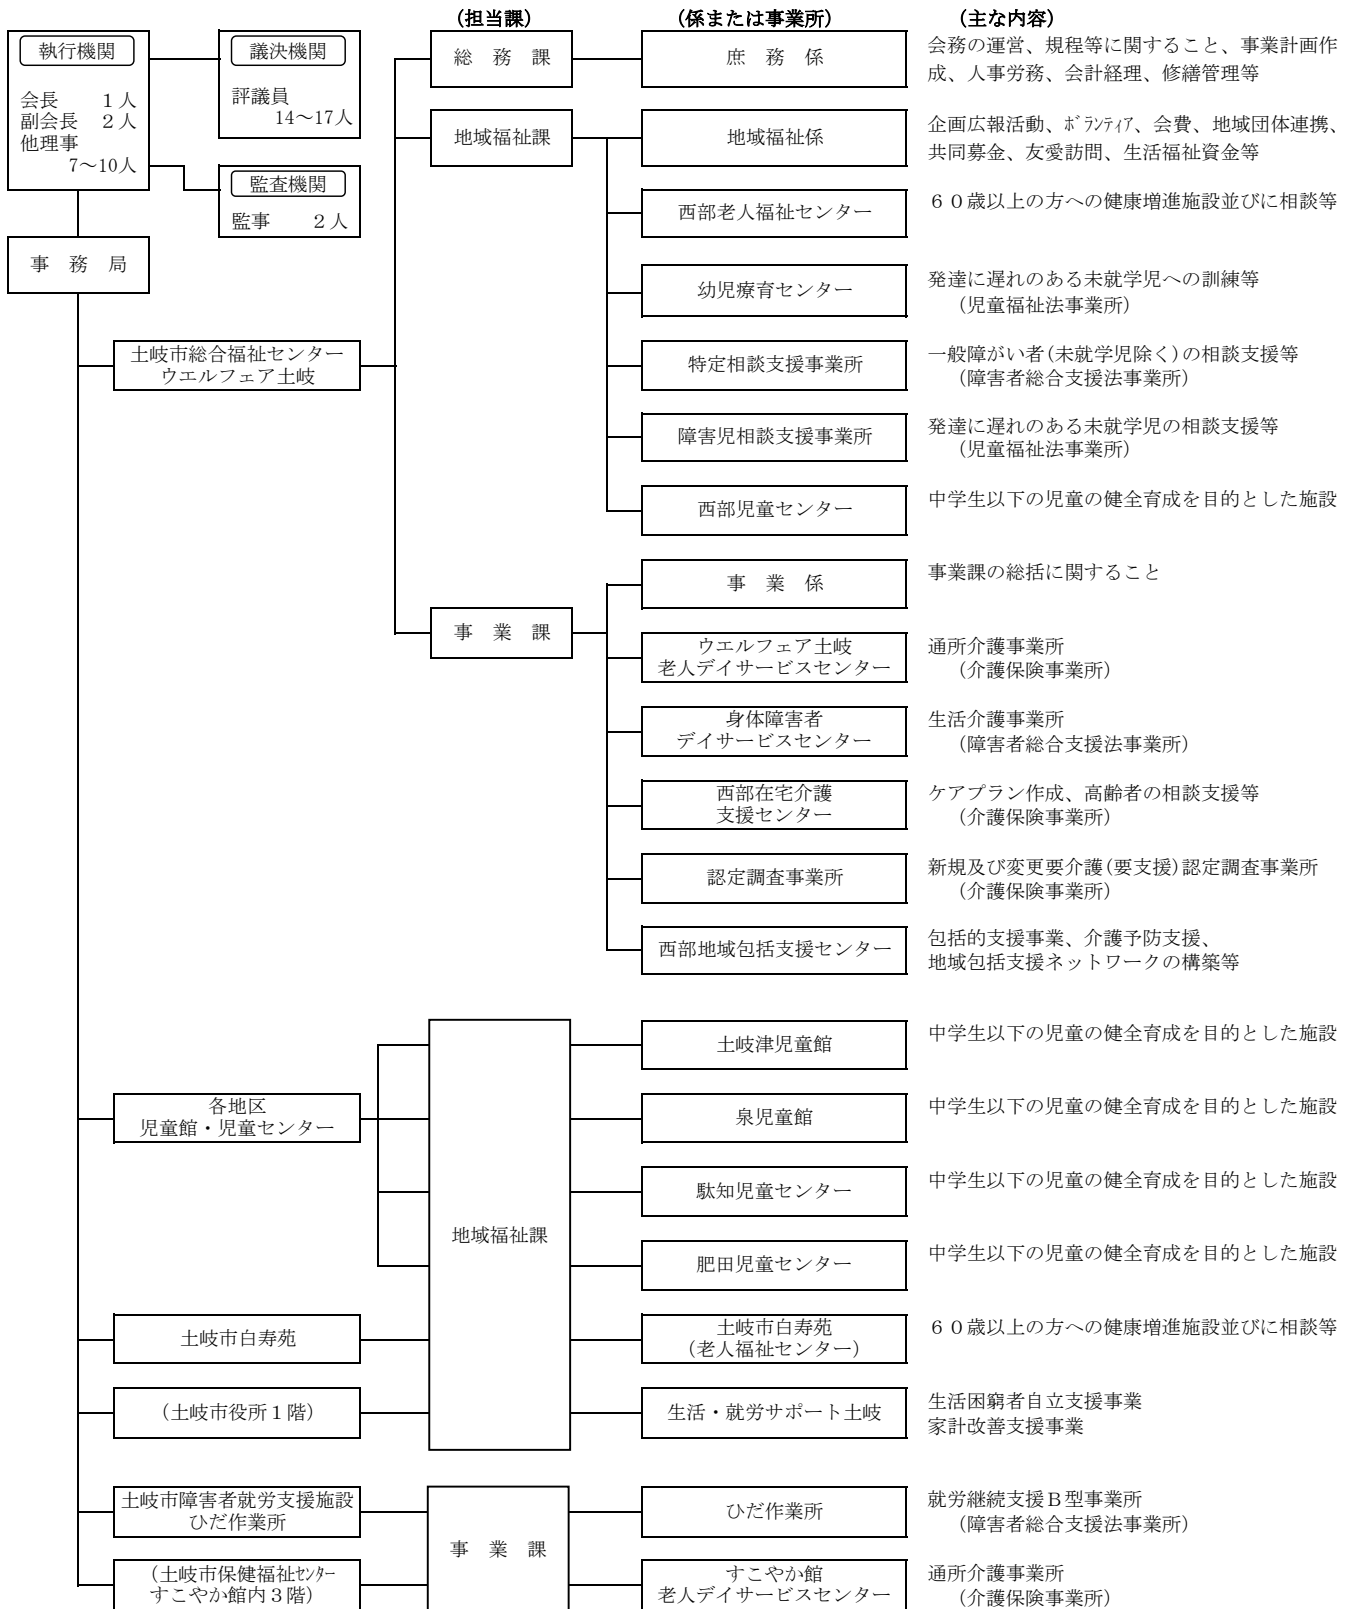 (担当課)
(係または事業所)
(主な内容)
執行機関
会長　　１人
副会長　２人
他理事
7～10人
議決機関
評議員
14～17人
監査機関
監事　　２人
事　務　局
土岐市総合福祉センター
ウエルフェア土岐
総　務　課
庶　務　係
会務の運営、規程等に関すること、事業計画作
成、人事労務、会計経理、修繕管理等
地域福祉課
地域福祉係
企画広報活動、ﾎﾞﾗﾝﾃｨｱ、会費、地域団体連携、
共同募金、友愛訪問、生活福祉資金等
西部老人福祉センター
６０歳以上の方への健康増進施設並びに相談等
幼児療育センター
発達に遅れのある未就学児への訓練等
(児童福祉法事業所)
特定相談支援事業所
一般障がい者(未就学児除く)の相談支援等
(障害者総合支援法事業所)
障害児相談支援事業所
発達に遅れのある未就学児の相談支援等
(児童福祉法事業所)
西部児童センター
中学生以下の児童の健全育成を目的とした施設
事　業　課
事　業　係
事業課の総括に関すること
ウエルフェア土岐
老人デイサービスセンター
通所介護事業所
(介護保険事業所)
身体障害者
デイサービスセンター
生活介護事業所
(障害者総合支援法事業所)
西部在宅介護
支援センター
ケアプラン作成、高齢者の相談支援等
(介護保険事業所)
認定調査事業所
新規及び変更要介護(要支援)認定調査事業所
(介護保険事業所)
西部地域包括支援センター
包括的支援事業、介護予防支援、
地域包括支援ネットワークの構築等
各地区
児童館・児童センター
地域福祉課
土岐津児童館
中学生以下の児童の健全育成を目的とした施設
泉児童館
中学生以下の児童の健全育成を目的とした施設
駄知児童センター
中学生以下の児童の健全育成を目的とした施設
肥田児童センター
中学生以下の児童の健全育成を目的とした施設
土岐市白寿苑
土岐市白寿苑
(老人福祉センター)
６０歳以上の方への健康増進施設並びに相談等
(土岐市役所１階)
生活・就労サポート土岐
生活困窮者自立支援事業
家計改善支援事業
土岐市障害者就労支援施設
ひだ作業所
事　業　課
ひだ作業所
就労継続支援Ｂ型事業所
(障害者総合支援法事業所)
(土岐市保健福祉ｾﾝﾀｰ
すこやか館内３階)
すこやか館
老人デイサービスセンター
通所介護事業所
(介護保険事業所)